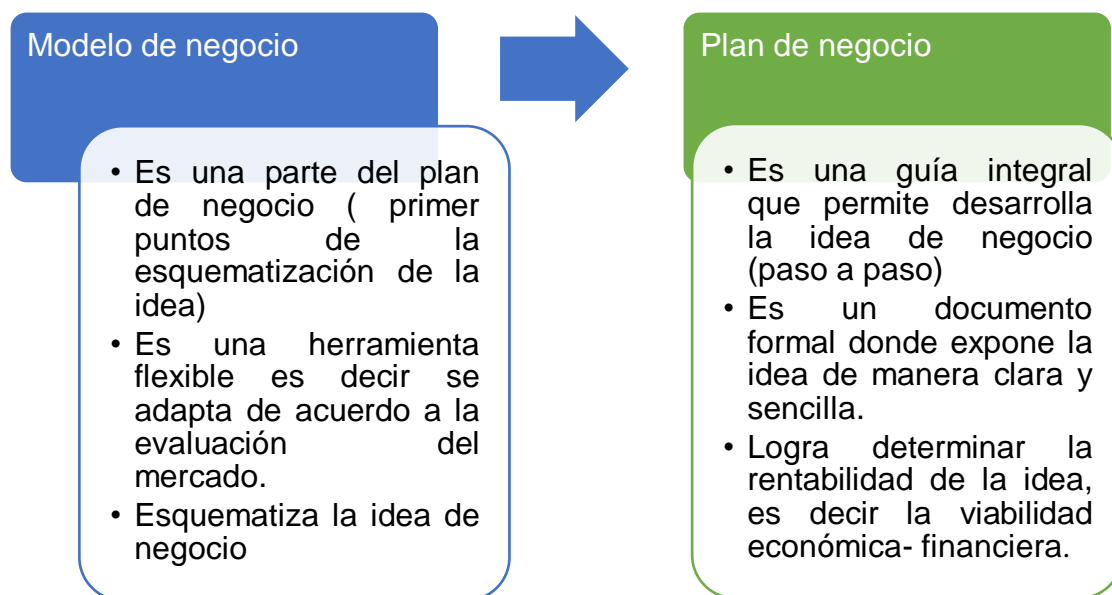 Modelo de negocio
• Es una parte del plan
de negocio ( primer
puntos de la
esquematización de la
idea)
• Es una herramienta
flexible es decir se
adapta de acuerdo a la
evaluación del
mercado.
• Esquematiza la idea de
negocio
Plan de negocio
• Es una guía integral
que permite desarrolla
la idea de negocio
(paso a paso)
• Es un documento
formal donde expone la
idea de manera clara y
sencilla.
• Logra determinar la
rentabilidad de la idea,
es decir la viabilidad
económica- financiera.